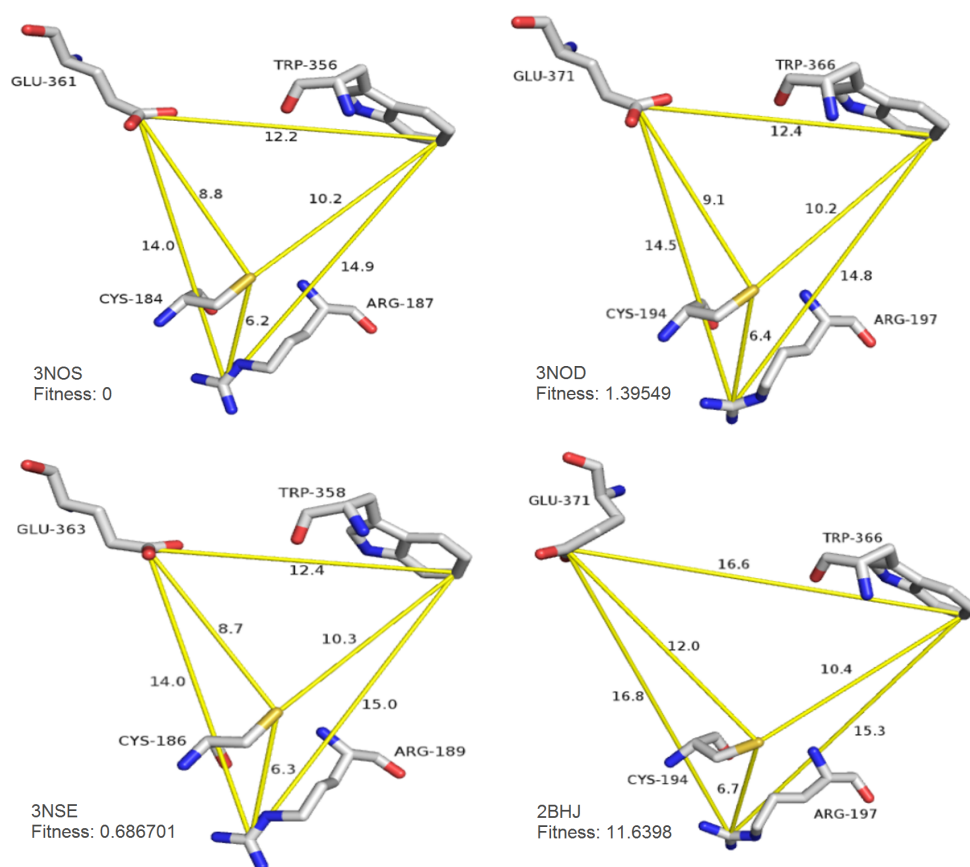 GLU-361
TRP-356
12.2
8.8
10.2
14.0
14.9
CYS-184
ARG-187
6.2
3NOS
Fitness: 0
GLU-371
TRP-366
12.4
9.1
10.2
14.5
14.8
CYS-194
ARG-197
6.4
3NOD
Fitness: 1.39549
GLU-363
TRP-358
12.4
8.7
10.3
14.0
15.0
CYS-186
ARG-189
6.3
3NSE
Fitness: 0.686701
GLU-371
TRP-366
16.6
12.0
10.4
16.8
15.3
CYS-194
6.7
ARG-197
2BHJ
Fitness: 11.6398